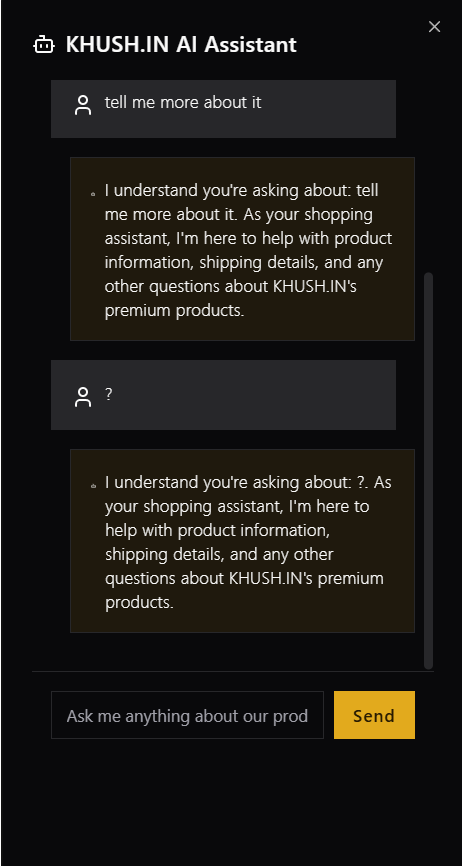 KHUSH.IN AI Assistant
tell me more about it
I understand you're asking about: tell
me more about it. As your shopping
assistant, I'm here to help with product
information, shipping details, and any
other questions about KHUSH.IN's
premium products.
?
I understand you're asking about: ?. As
your shopping assistant, I'm here to
help with product information,
shipping details, and any other
questions about KHUSH.IN's premium
products.
Ask me anything about our prod
Send